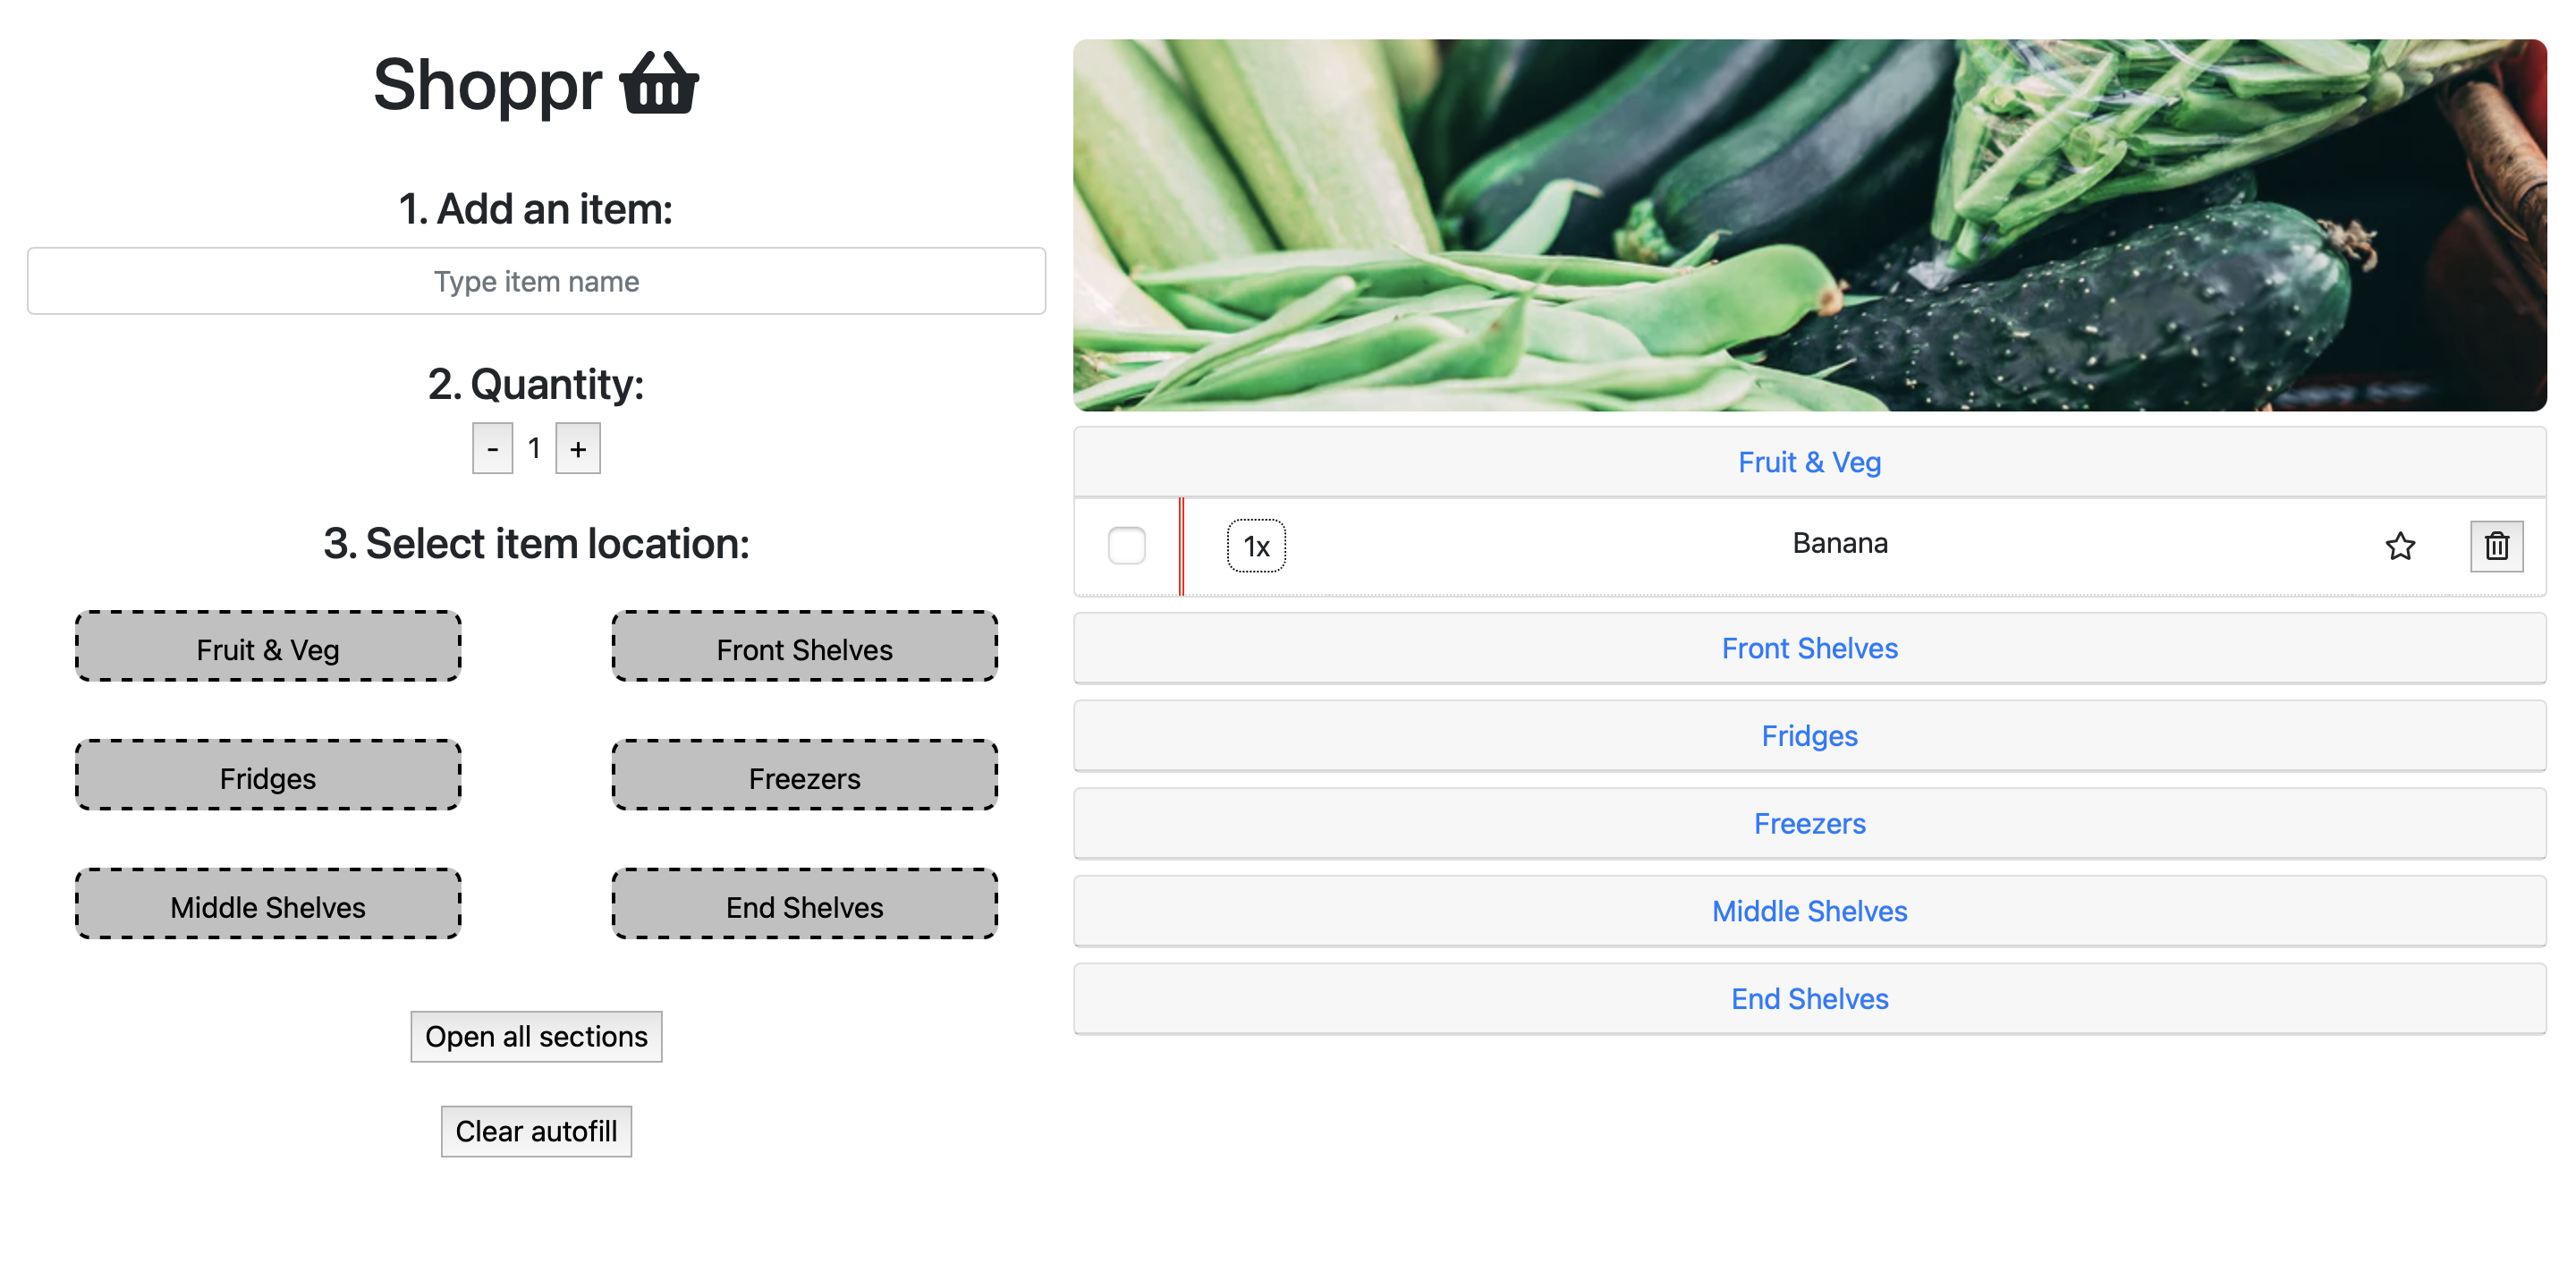 Shoppr
1. Add an item:
Type item name
2. Quantity:
- 1 +
3. Select item location:
Fruit & Veg
Front Shelves
Fridges
Freezers
Middle Shelves
End Shelves
Open all sections
Clear autofill
Fruit & Veg
1x Banana
Front Shelves
Fridges
Freezers
Middle Shelves
End Shelves